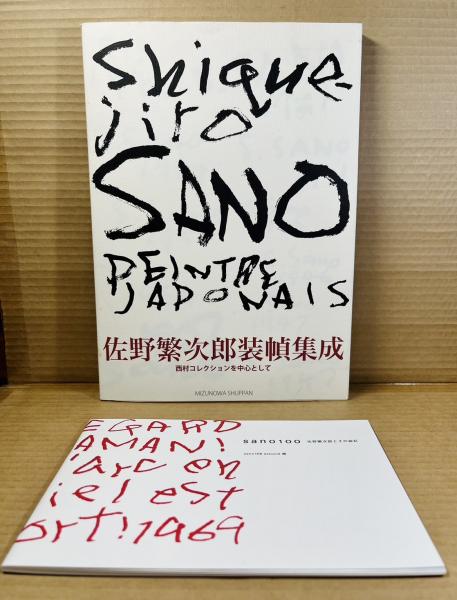 Shique-
jiro
SANO
PEINTRE
JAPONAIS
佐野繁次郎装幀集成
西村コレクションを中心として
MIZUNOWA SHUPPAN
EGARD
AMAN!
'arc en
iel est
ort! 1969
sano100